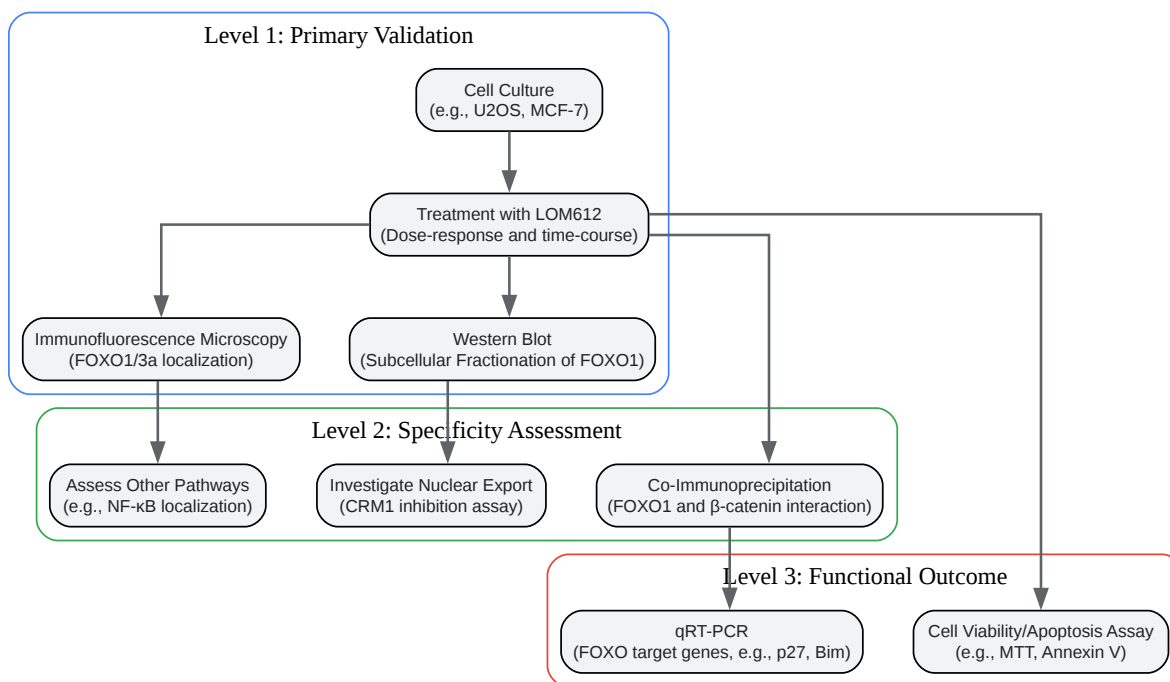 Level 1: Primary Validation
Cell Culture
(e.g., U2OS, MCF-7)
Treatment with LOM612
(Dose-response and time-course)
Immunofluorescence Microscopy
(FOXO1/3a localization)
Western Blot
(Subcellular Fractionation of FOXO1)
Level 2: Specificity Assessment
Assess Other Pathways
(e.g., NF-κB localization)
Investigate Nuclear Export
(CRM1 inhibition assay)
Co-Immunoprecipitation
(FOXO1 and β-catenin interaction)
Level 3: Functional Outcome
qRT-PCR
(FOXO target genes, e.g., p27, Bim)
Cell Viability/Apoptosis Assay
(e.g., MTT, Annexin V)